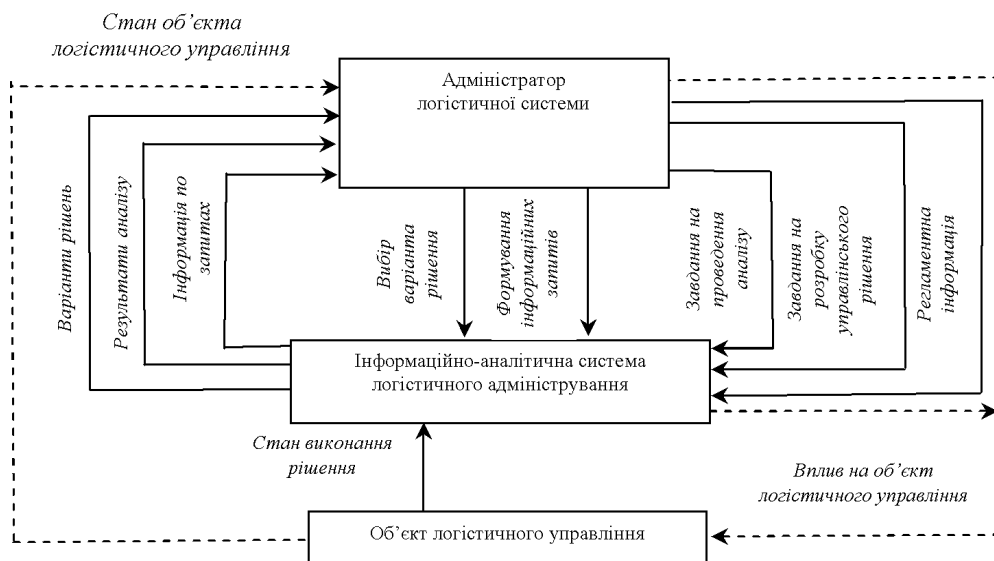 Стан об’єкта
логістичного управління
Адміністратор
логістичної системи
Варіанти рішень
Результати аналізу
Інформація по
запитах
Вибір
варіанта
рішення
Формування
інформаційних
запитів
Завдання на
проведення
аналізу
Завдання на
розробку
управлінського
рішення
Регламентна
інформація
Інформаційно-аналітична система
логістичного адміністрування
Стан виконання
рішення
Вплив на об’єкт
логістичного управління
Об’єкт логістичного управління